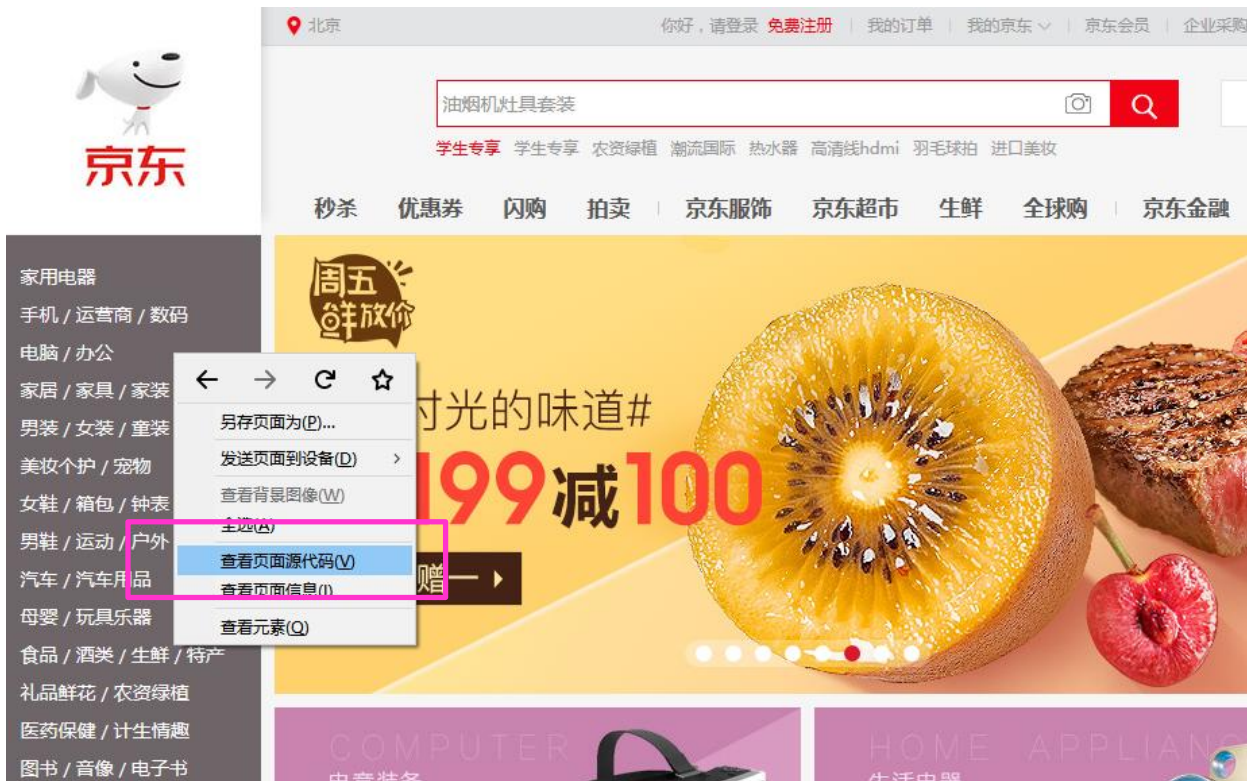 北京
你好，请登录 免费注册 我的订单 我的京东 京东会员 企业采购
京东
油烟机灶具套装
学生专享 学生专享 农资绿植 潮流国际 热水器 高清线hdmi 羽毛球拍 进口美妆
秒杀 优惠券 闪购 拍卖 京东服饰 京东超市 生鲜 全球购 京东金融
家用电器
手机 / 运营商 / 数码
电脑 / 办公
家居 / 家具 / 家装
男装 / 女装 / 童装
美妆个护 / 宠物
女鞋 / 箱包 / 钟表
男鞋 / 运动 / 户外
汽车 / 汽车用品
母婴 / 玩具乐器
食品 / 酒类 / 生鲜 / 特产
礼品鲜花 / 农资绿植
医药保健 / 计生情趣
图书 / 音像 / 电子书
另存页面为(P)...
发送页面到设备(D)
查看背景图像(W)
全选(A)
查看页面源代码(V)
查看页面信息(I)
查看元素(Q)
周五
鲜放价
时光的味道#
199减100
赠一
COMPUTER
HOME APPLIANC
生活电器